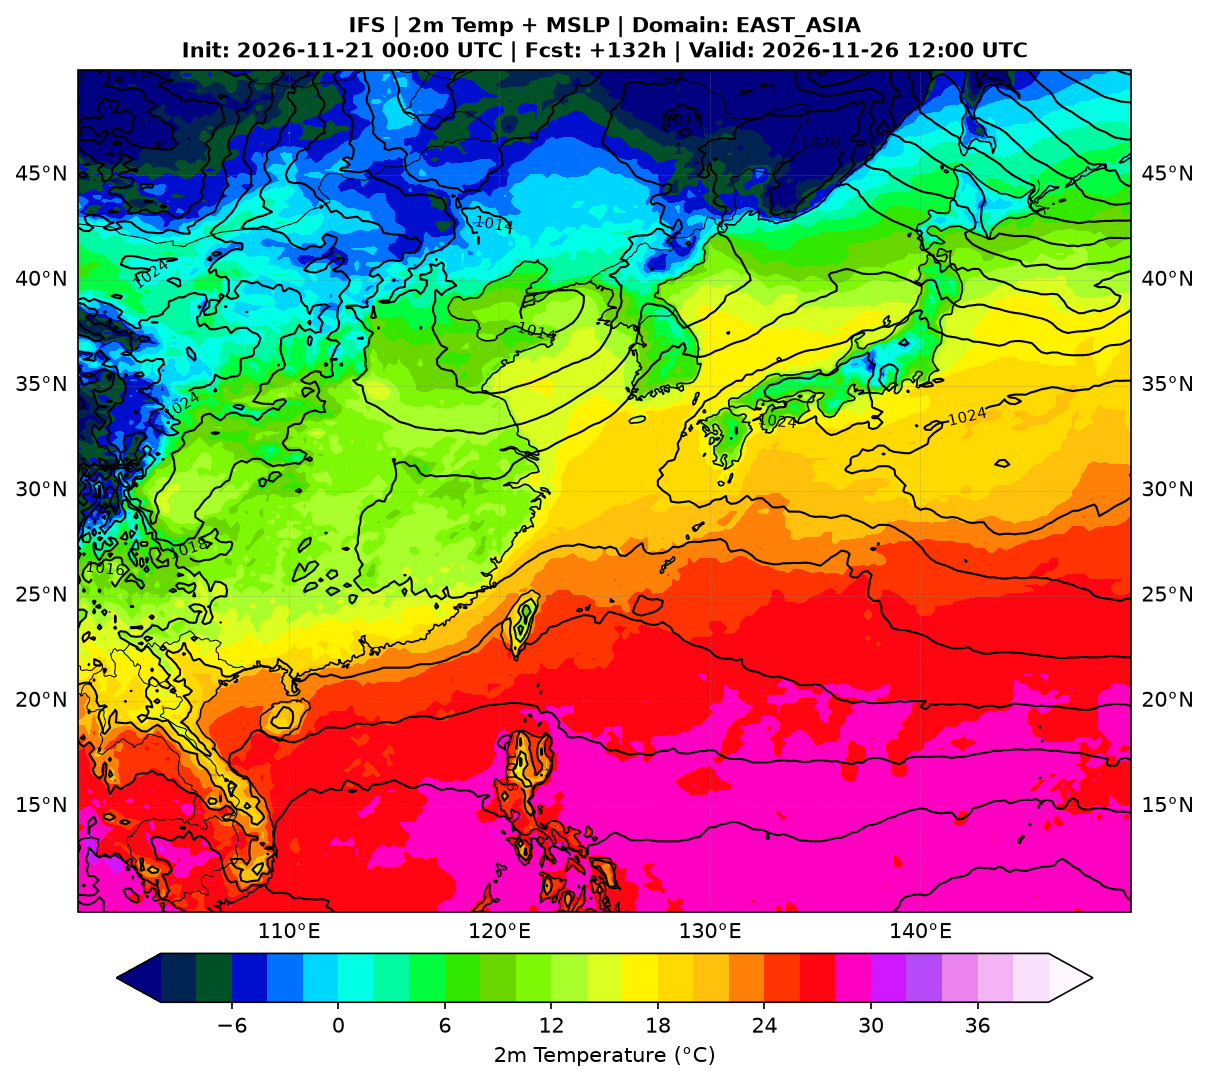 IFS | 2m Temp + MSLP | Domain: EAST_ASIA
Init: 2026-11-21 00:00 UTC | Fcst: +132h | Valid: 2026-11-26 12:00 UTC
1020
45°N 45°N
1014
1024
40°N 40°N
1014
35°N 35°N
1024
1024
1024
30°N 30°N
1018
1016
25°N 25°N
20°N 20°N
15°N 15°N
110°E 120°E 130°E 140°E
−6 0 6 12 18 24 30 36
2m Temperature (°C)